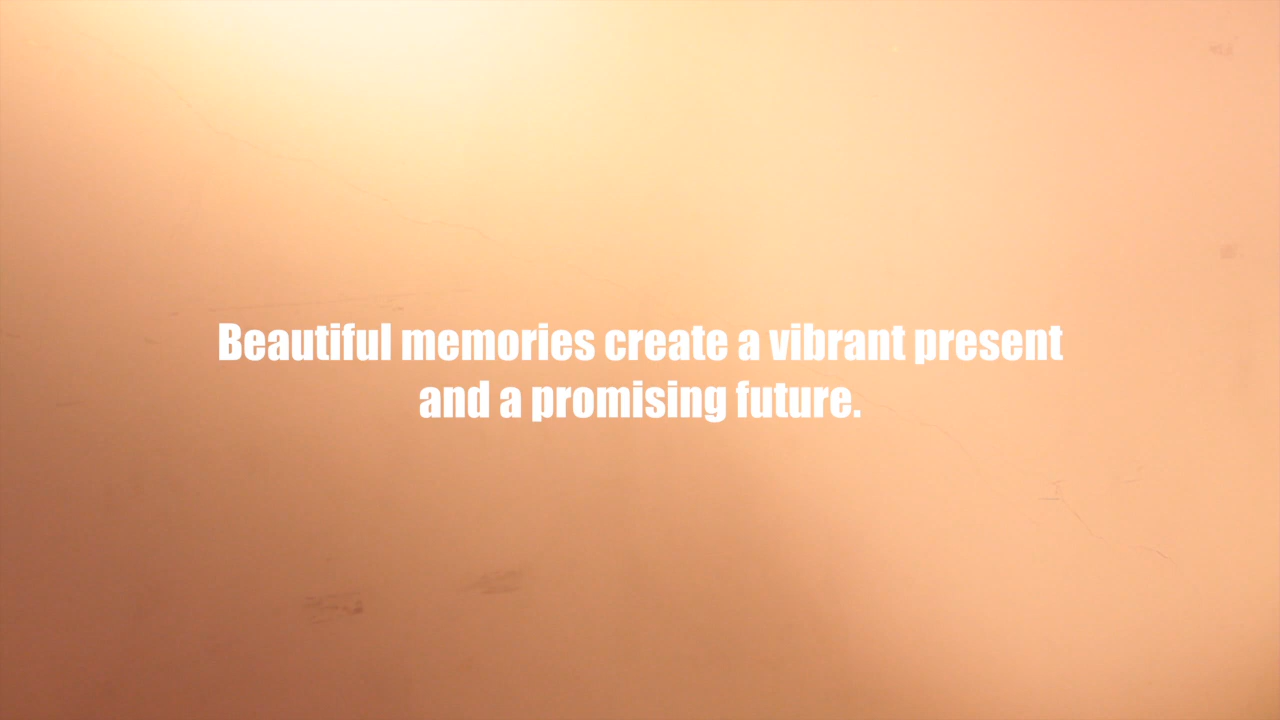 Beautiful memories create a vibrant present
and a promising future.